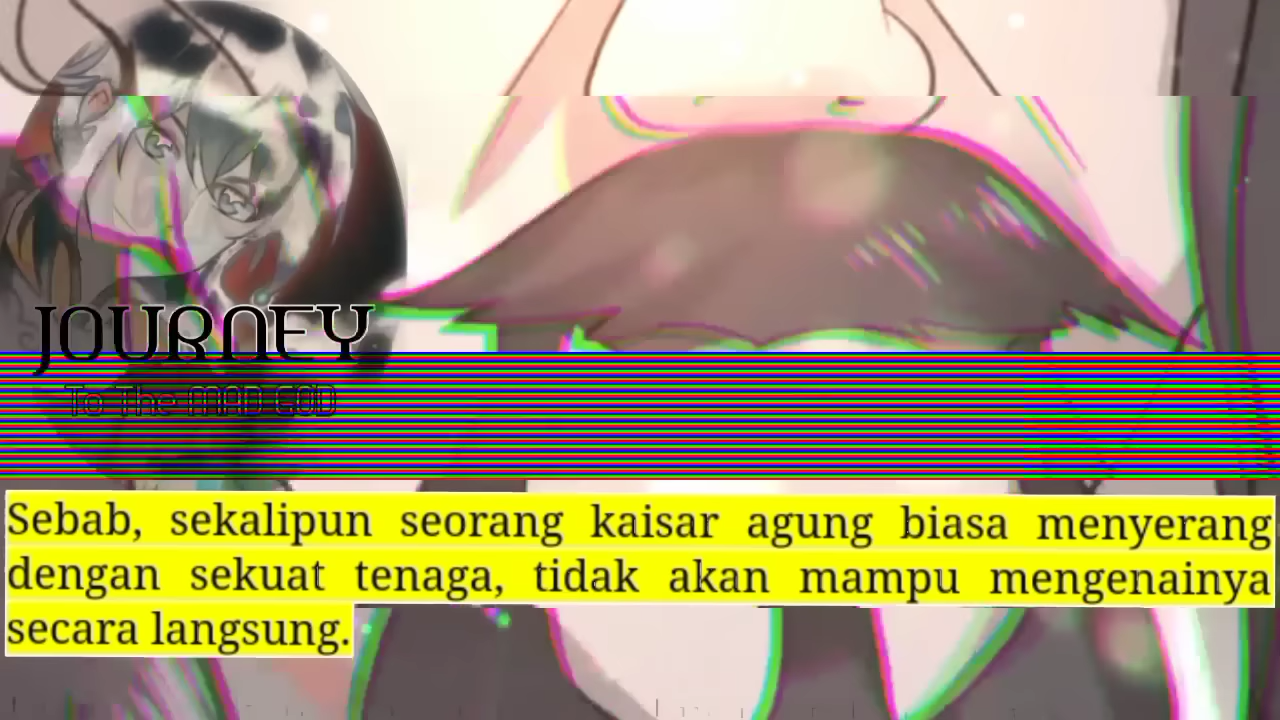 JOURNEY
To The MAD GOD
Sebab, sekalipun seorang kaisar agung biasa menyerang
dengan sekuat tenaga, tidak akan mampu mengenainya
secara langsung.